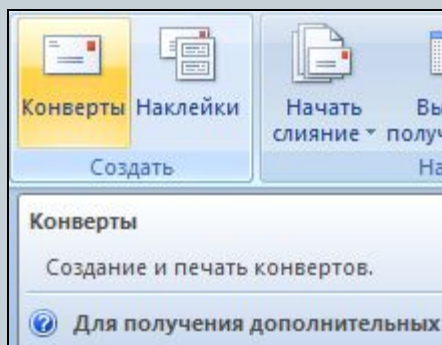 Конверты Наклейки
Начать
слияние
Создать
Конверты
Создание и печать конвертов.
Для получения дополнительных